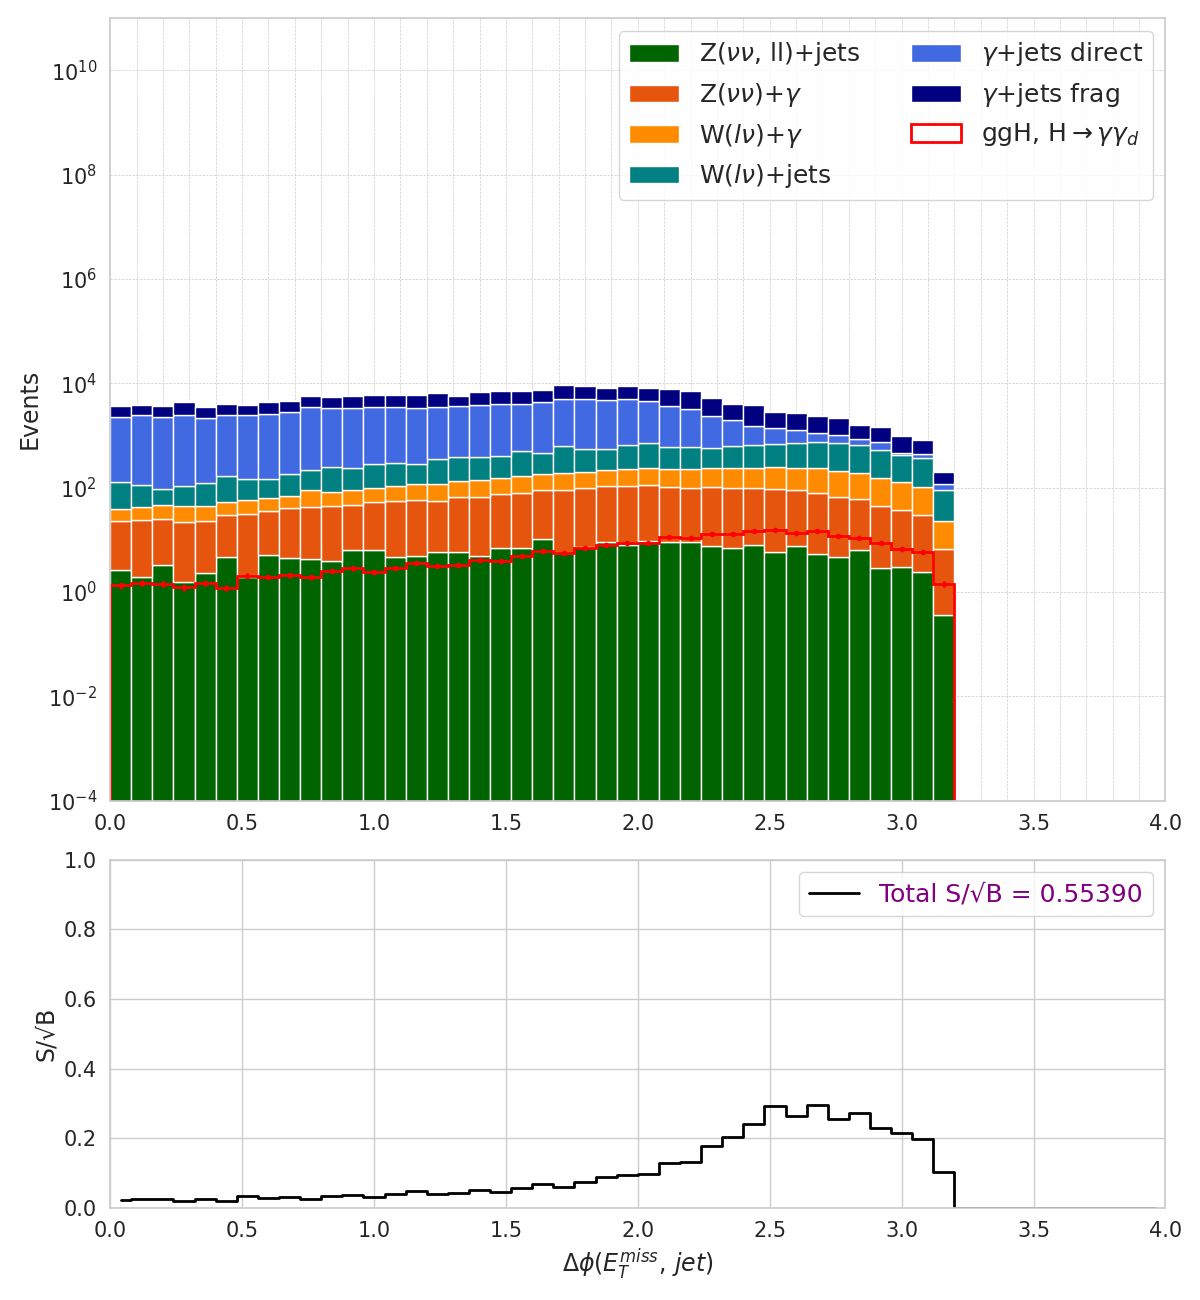 Z(νν, ll)+jets
Z(νν)+γ
W(lν)+γ
W(lν)+jets
γ+jets direct
γ+jets frag
ggH, H→γγ_d
Events
10^10
10^8
10^6
10^4
10^2
10^0
10^−2
10^−4
0.0 0.5 1.0 1.5 2.0 2.5 3.0 3.5 4.0
Total S/√B = 0.55390
S/√B
1.0
0.8
0.6
0.4
0.2
0.0
0.0 0.5 1.0 1.5 2.0 2.5 3.0 3.5 4.0
Δϕ(E_T^miss, jet)